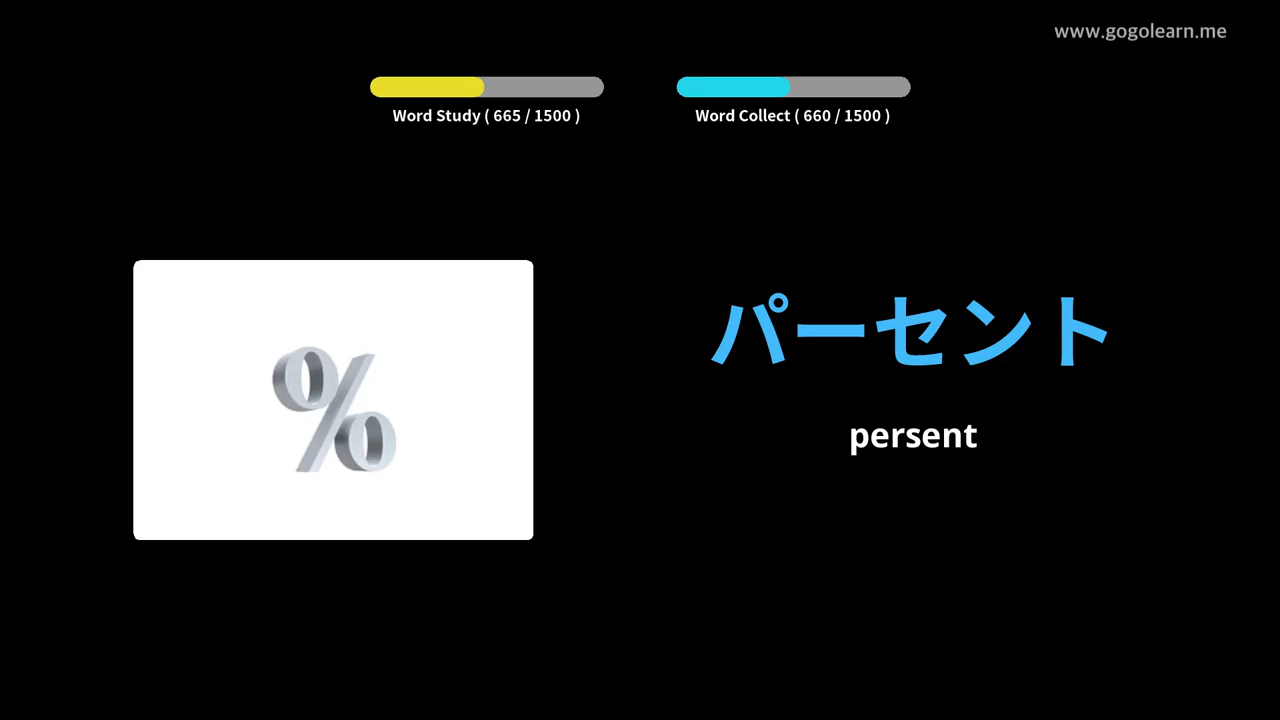 www.gogolearn.me
Word Study ( 665 / 1500 )
Word Collect ( 660 / 1500 )
%
パーセント
persent